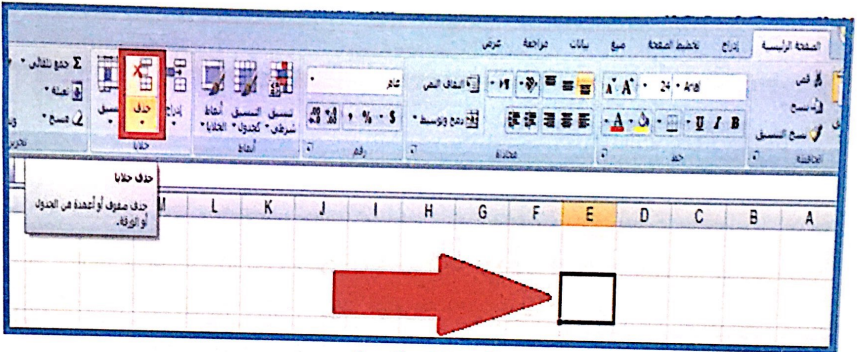 الصفحة الرئيسية إدراج تخطيط الصفحة صيغ بيانات مراجعة عرض
قص
نسخ
نسخ التنسيق
الحافظة
Arial 24 A A
B I U A
خط
التفاف النص
دمج وتوسيط
محاذاة
عام
$ % ,
رقم
تنسيق شرطي
التنسيق كجدول
أنماط الخلايا
أنماط
إدراج
حذف
تنسيق
خلايا
Σ جمع تلقائي
تعبئة
مسح
حذف خلايا
حذف صفوف أو أعمدة من الجدول
أو الورقة.
A B C D E F G H I J K L M